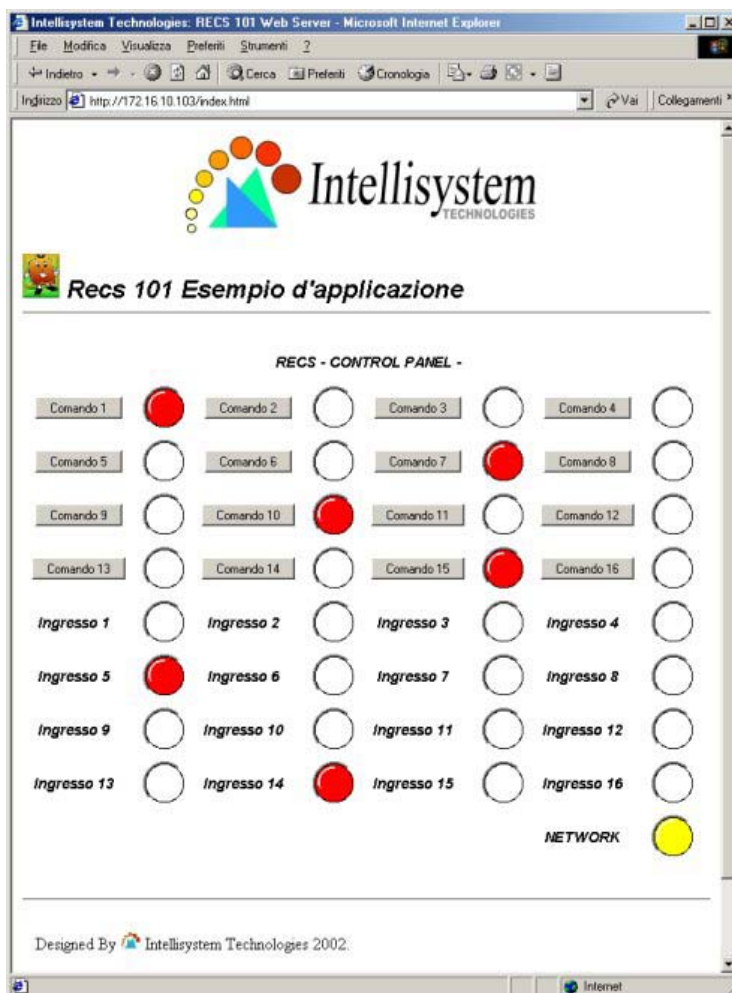 Intellisystem Technologies: RECS 101 Web Server - Microsoft Internet Explorer
File Modifica Visualizza Preferiti Strumenti ?
Indietro Cerca Preferiti Cronologia
Indirizzo http://172.16.10.103/index.html Vai Collegamenti »
Intellisystem
TECHNOLOGIES
Recs 101 Esempio d'applicazione
RECS - CONTROL PANEL -
Comando 1 Comando 2 Comando 3 Comando 4
Comando 5 Comando 6 Comando 7 Comando 8
Comando 9 Comando 10 Comando 11 Comando 12
Comando 13 Comando 14 Comando 15 Comando 16
Ingresso 1 Ingresso 2 Ingresso 3 Ingresso 4
Ingresso 5 Ingresso 6 Ingresso 7 Ingresso 8
Ingresso 9 Ingresso 10 Ingresso 11 Ingresso 12
Ingresso 13 Ingresso 14 Ingresso 15 Ingresso 16
NETWORK
Designed By Intellisystem Technologies 2002.
Internet